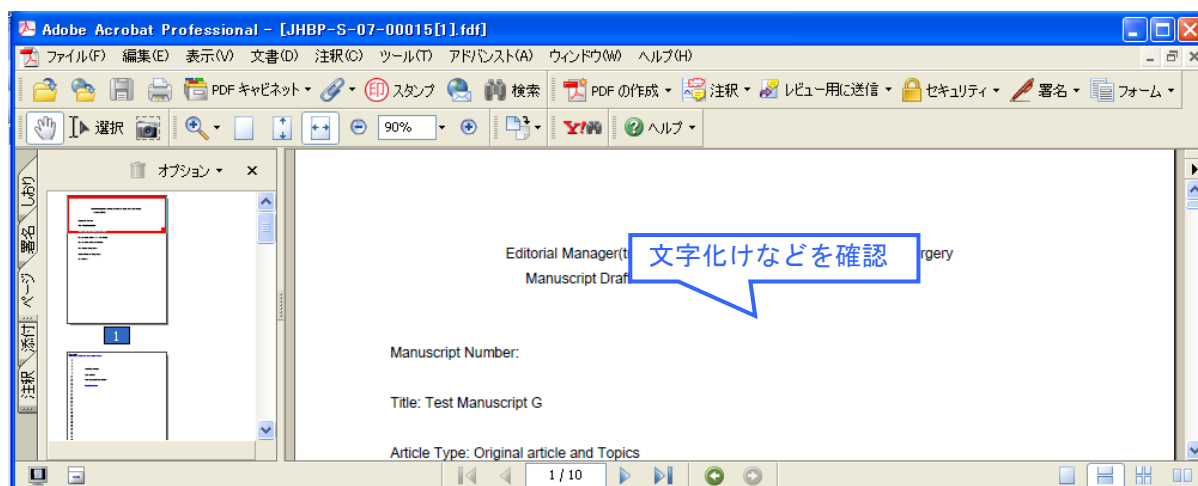 Adobe Acrobat Professional - [JHBP-S-07-00015[1].fdf]
ファイル(F) 編集(E) 表示(V) 文書(D) 注釈(C) ツール(T) アドバンスト(A) ウィンドウ(W) ヘルプ(H)
PDF キャビネット 印 スタンプ 検索 PDF の作成 注釈 レビュー用に送信 セキュリティ 署名 フォーム
選択 90% Y! ヘルプ
オプション
しおり
署名
ページ
添付
注釈
1
Editorial Manager(t
rgery
文字化けなどを確認
Manuscript Draf
Manuscript Number:
Title: Test Manuscript G
Article Type: Original article and Topics
1 / 10